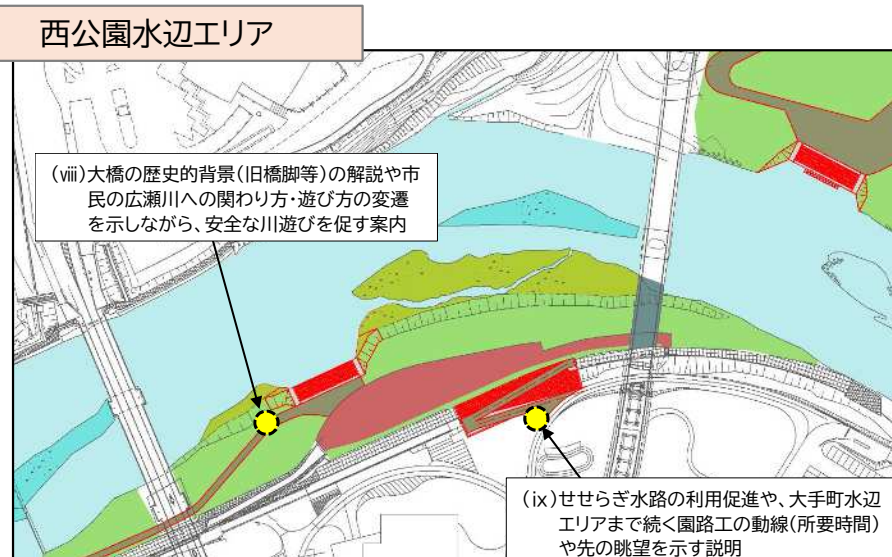 西公園水辺エリア
(ⅷ)大橋の歴史的背景(旧橋脚等)の解説や市
民の広瀬川への関わり方・遊び方の変遷
を示しながら、安全な川遊びを促す案内
(ⅸ)せせらぎ水路の利用促進や、大手町水辺
エリアまで続く園路工の動線(所要時間)
や先の眺望を示す説明